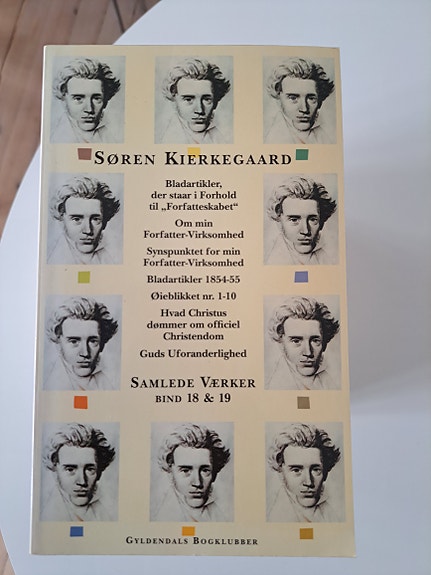 SØREN KIERKEGAARD
Bladartikler,
der staar i Forhold
til „Forfatteskabet“
Om min
Forfatter-Virksomhed
Synspunktet for min
Forfatter-Virksomhed
Bladartikler 1854-55
Øieblikket nr. 1-10
Hvad Christus
dømmer om officiel
Christendom
Guds Uforanderlighed
SAMLEDE VÆRKER
BIND 18 & 19
GYLDENDALS BOGKLUBBER